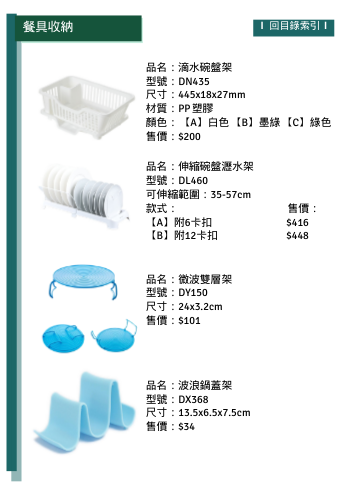 餐具收納
I 回目錄索引 I
品名：滴水碗盤架
型號：DN435
尺寸：445x18x27mm
材質：PP塑膠
顏色：【A】白色【B】墨綠【C】綠色
售價：$200
品名：伸縮碗盤瀝水架
型號：DL460
可伸縮範圍：35-57cm
款式： 售價：
【A】附6卡扣 $416
【B】附12卡扣 $448
品名：微波雙層架
型號：DY150
尺寸：24x3.2cm
售價：$101
品名：波浪鍋蓋架
型號：DX368
尺寸：13.5x6.5x7.5cm
售價：$34